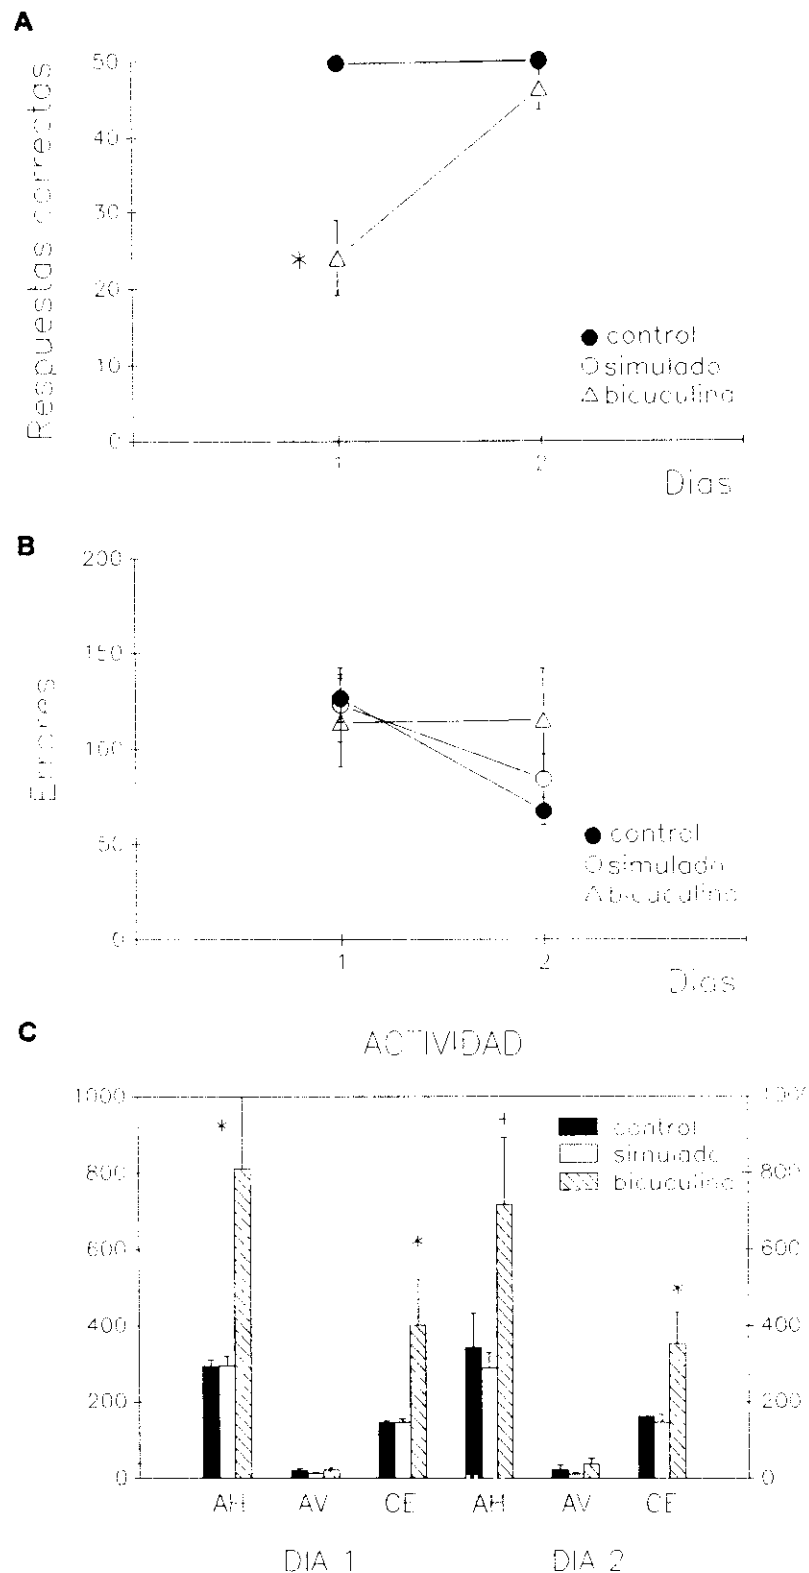 A
Respuestas correctas
50
40
30
20
10
0
*
● control
○ simulado
△ bicuculina
1 2
Dias
B
Errores
200
150
100
50
0
● control
○ simulado
△ bicuculina
1 2
Dias
C
ACTIVIDAD
1000
800
600
400
200
0
* * + *
control
simulado
bicuculina
1000
800
600
400
200
0
AH AV CE AH AV CE
DIA 1 DIA 2